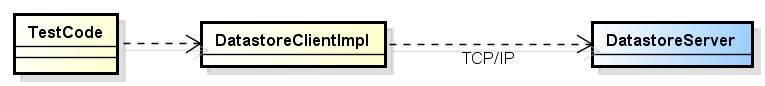 TestCode
DatastoreClientImpl
DatastoreServer
TCP/IP